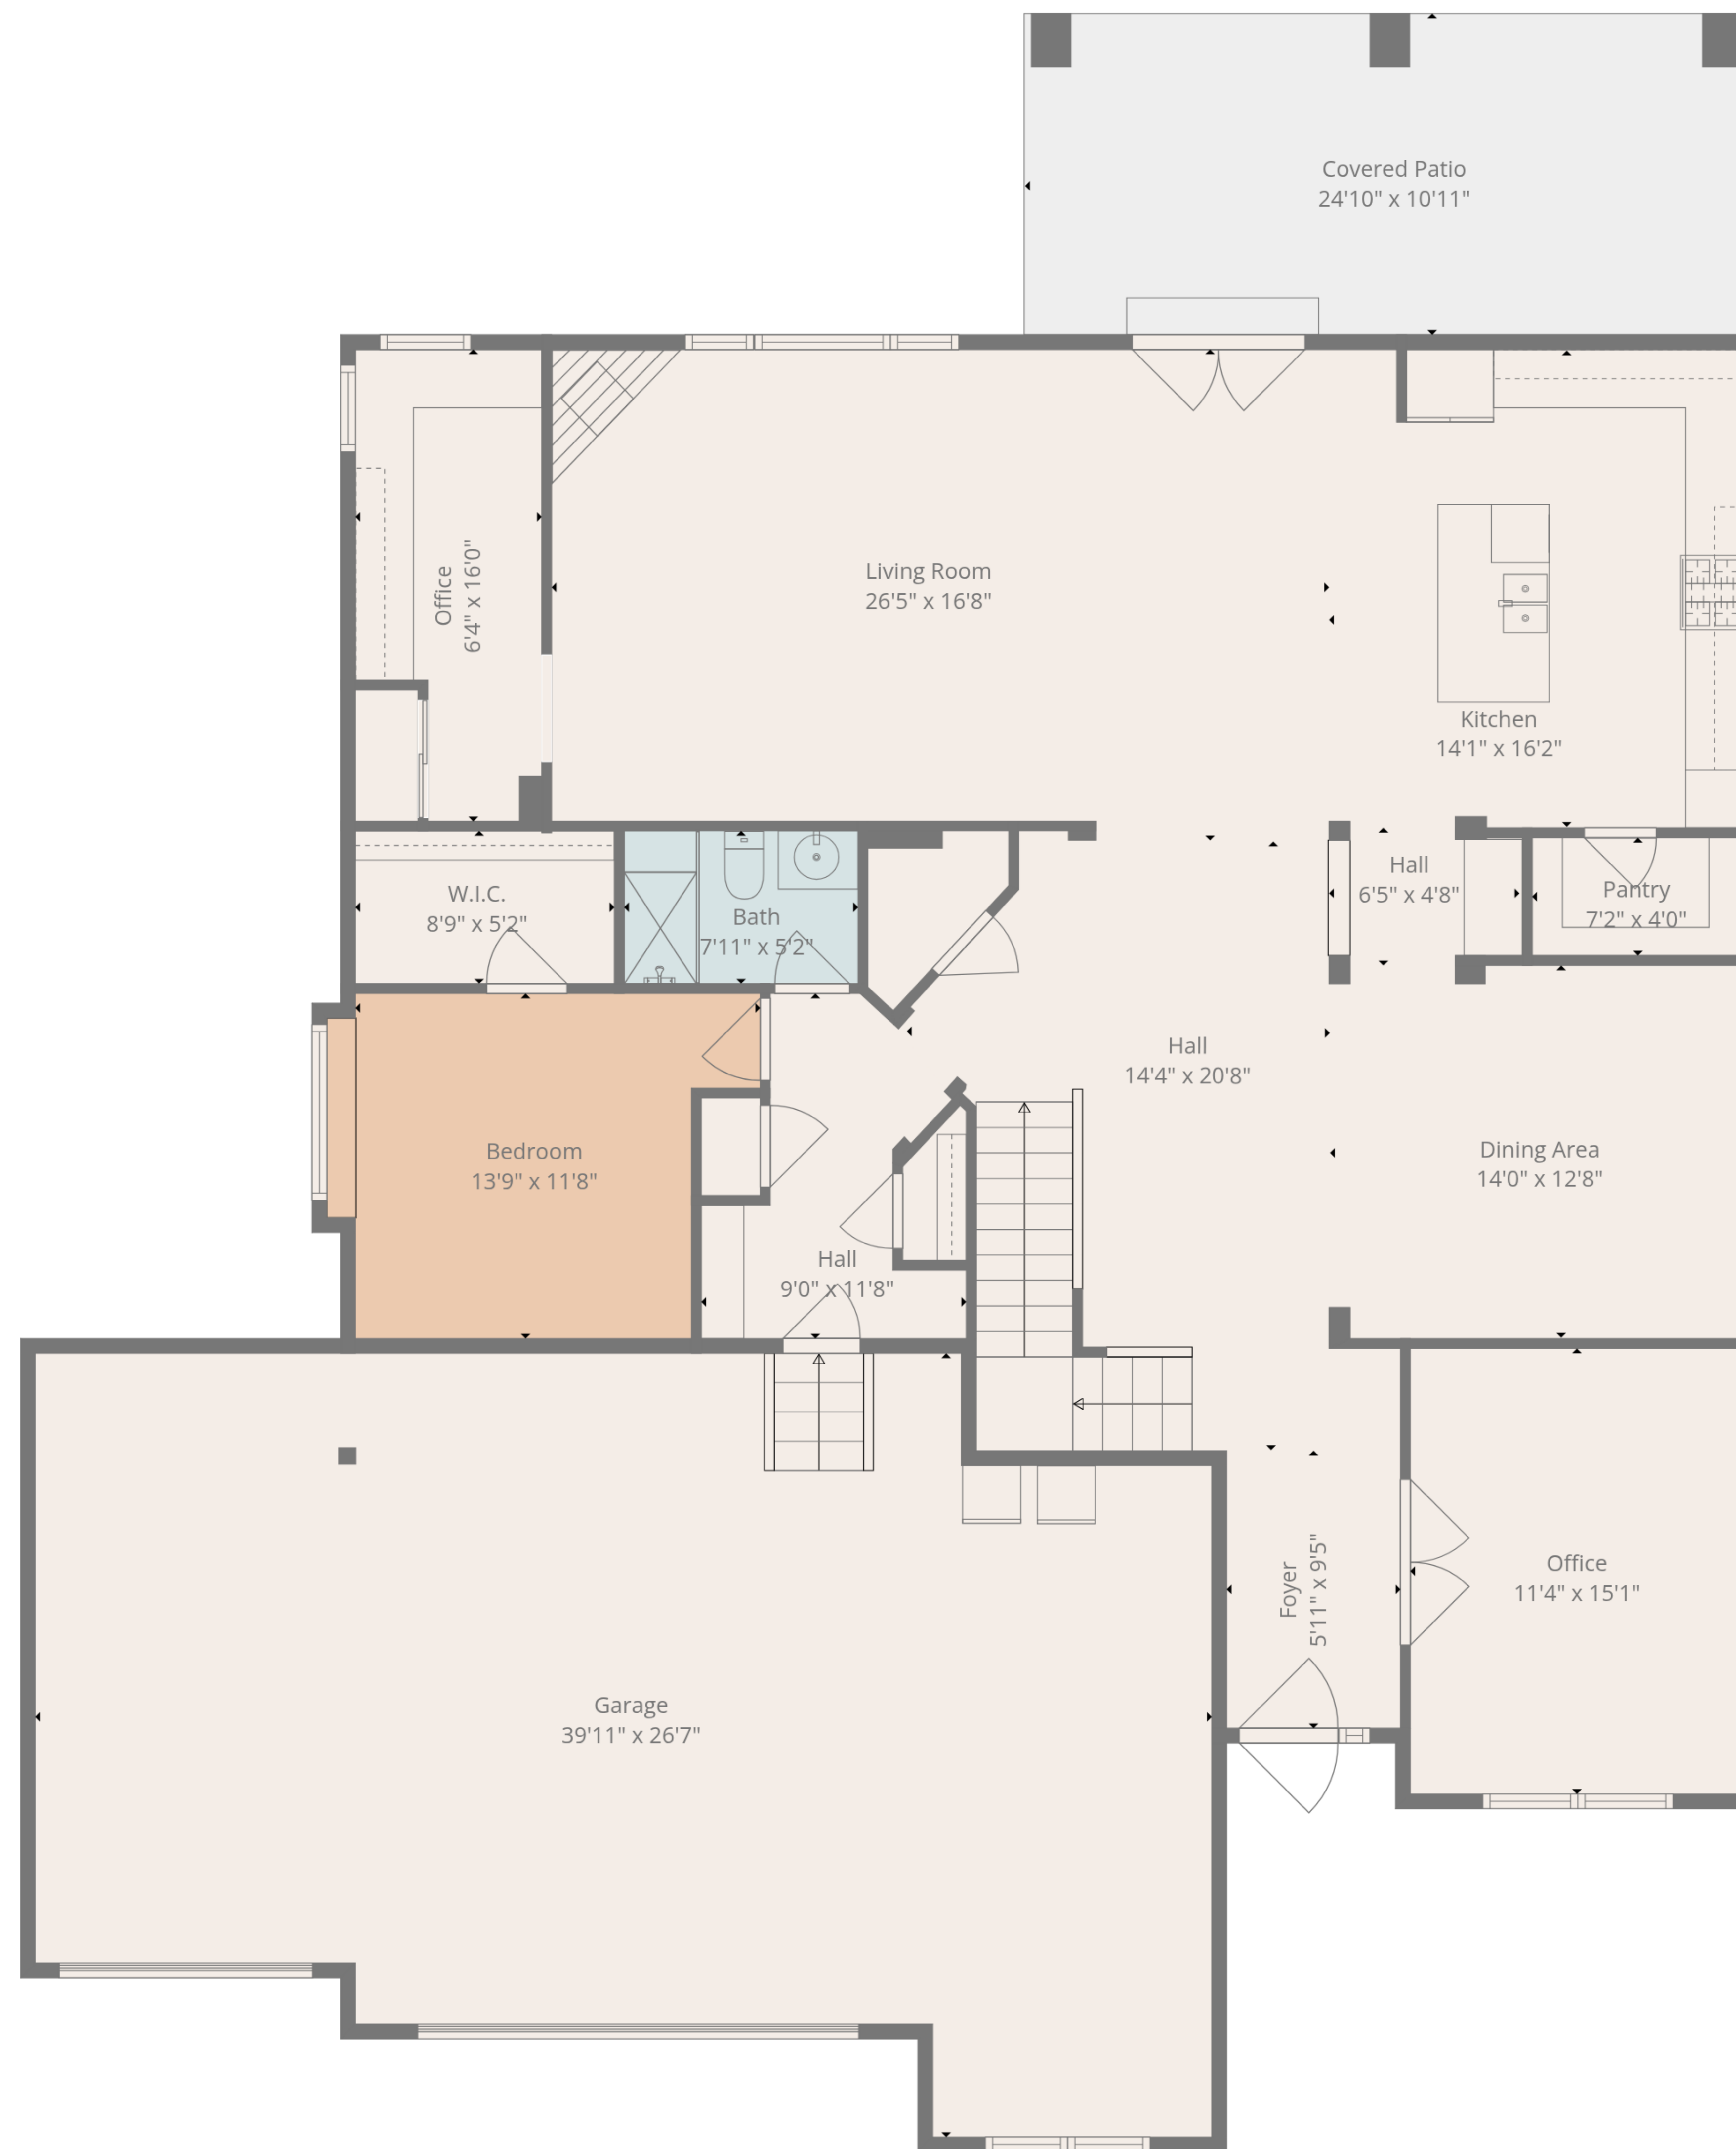 Covered Patio
24'10" x 10'11"
Living Room
26'5" x 16'8"
Office
6'4" x 16'0"
Kitchen
14'1" x 16'2"
W.I.C.
8'9" x 5'2"
Bath
7'11" x 5'2"
Hall
6'5" x 4'8"
Pantry
7'2" x 4'0"
Hall
14'4" x 20'8"
Bedroom
13'9" x 11'8"
Dining Area
14'0" x 12'8"
Hall
9'0" x 11'8"
Foyer
5'11" x 9'5"
Office
11'4" x 15'1"
Garage
39'11" x 26'7"